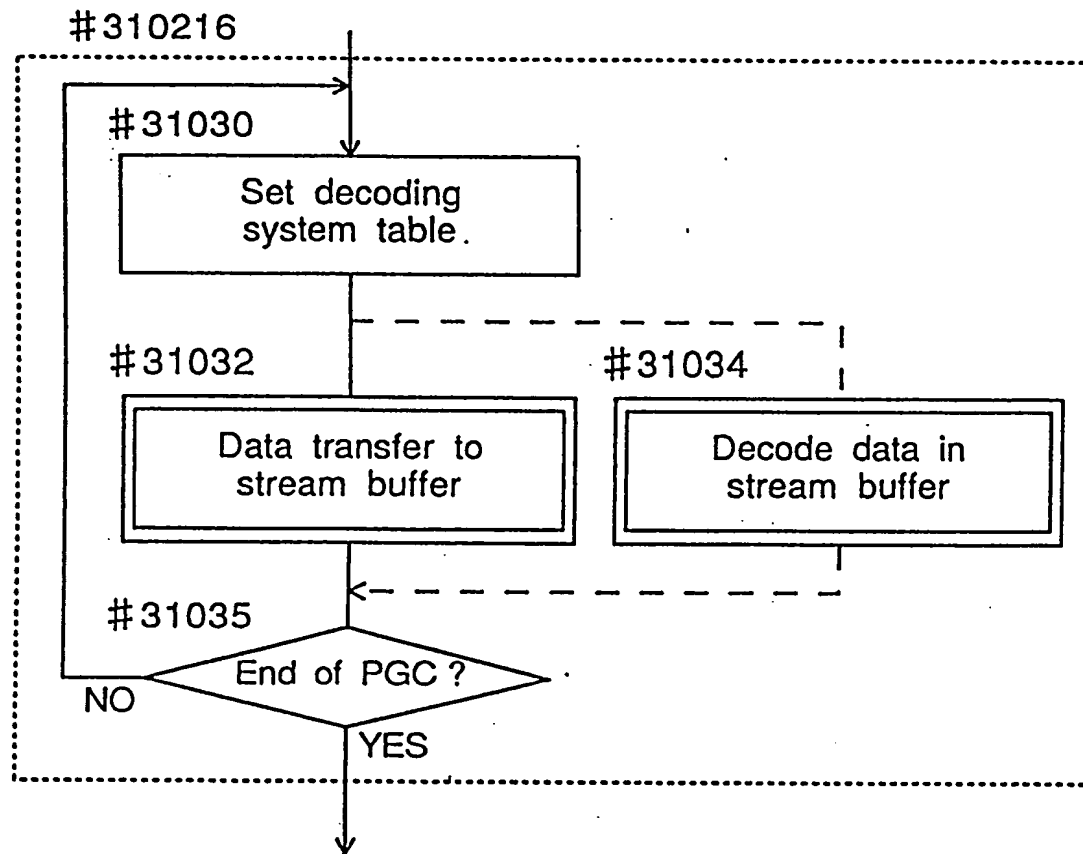 #310216
#31030
Set decoding
system table.
#31032
#31034
Data transfer to
stream buffer
Decode data in
stream buffer
#31035
End of PGC ?
NO
YES